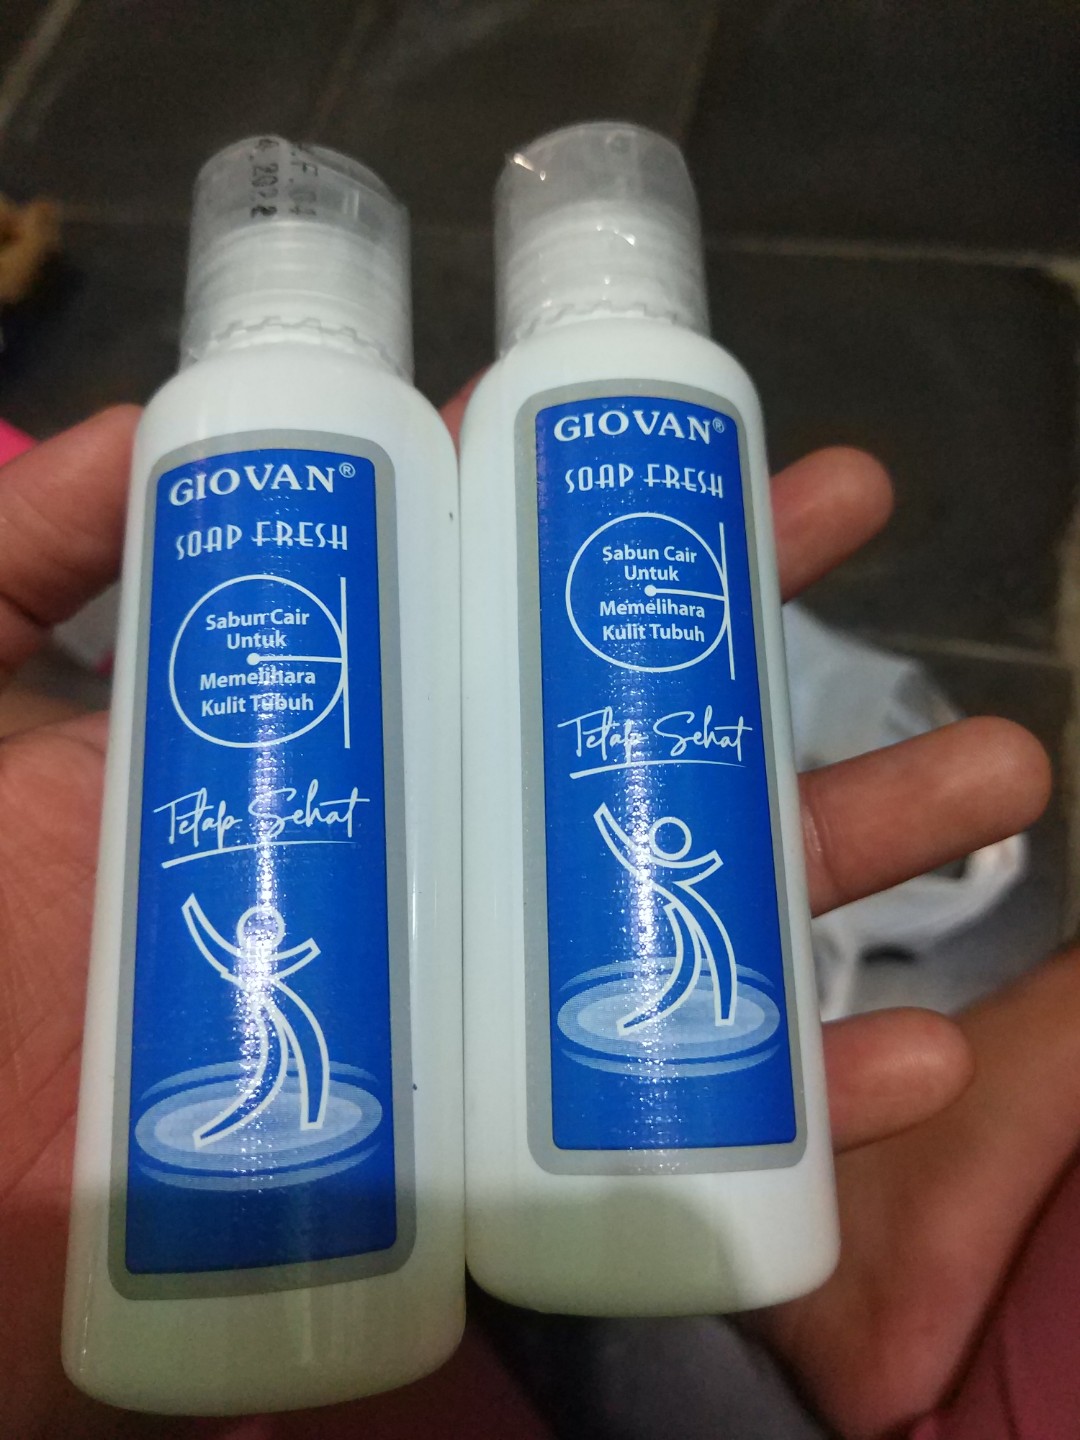 GIOVAN®
SOAP FRESH
Sabun Cair
Untuk
Memelihara
Kulit Tubuh
Tetap Sehat
GIOVAN®
SOAP FRESH
Sabun Cair
Untuk
Memelihara
Kulit Tubuh
Tetap Sehat